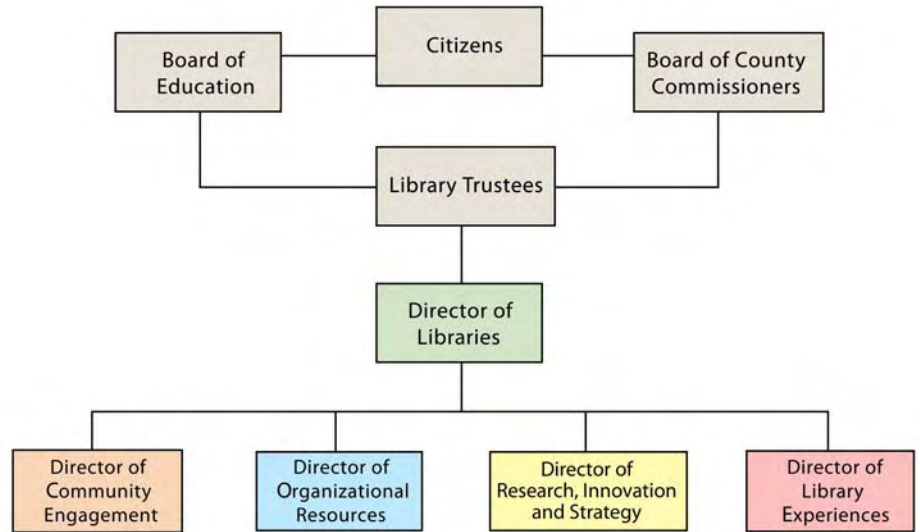 Citizens
Board of
Education
Board of County
Commissioners
Library Trustees
Director of
Libraries
Director of
Community
Engagement
Director of
Organizational
Resources
Director of
Research, Innovation
and Strategy
Director of
Library
Experiences